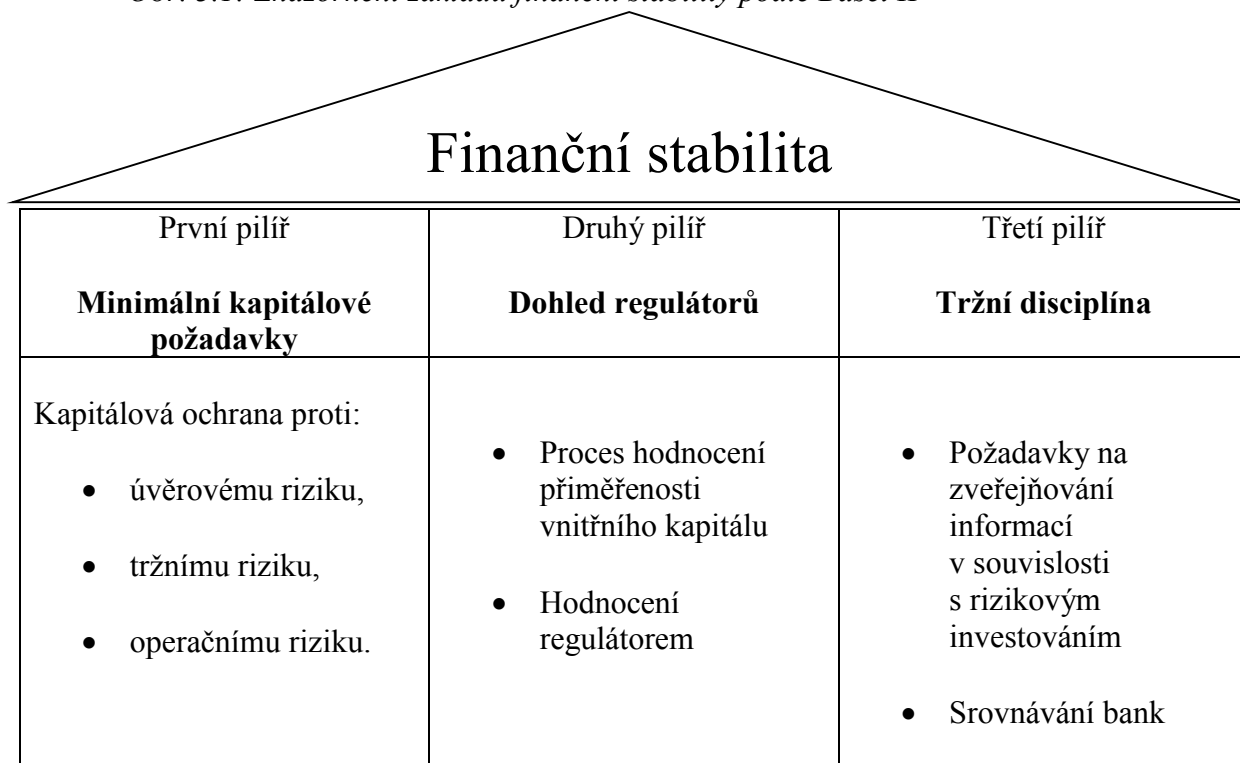 Finanční stabilita
První pilíř
Minimální kapitálové
požadavky
Druhý pilíř
Dohled regulátorů
Třetí pilíř
Tržní disciplína
Kapitálová ochrana proti:
• úvěrovému riziku,
• tržnímu riziku,
• operačnímu riziku.
• Proces hodnocení
přiměřenosti
vnitřního kapitálu
• Hodnocení
regulátorem
• Požadavky na
zveřejňování
informací
v souvislosti
s rizikovým
investováním
• Srovnávání bank